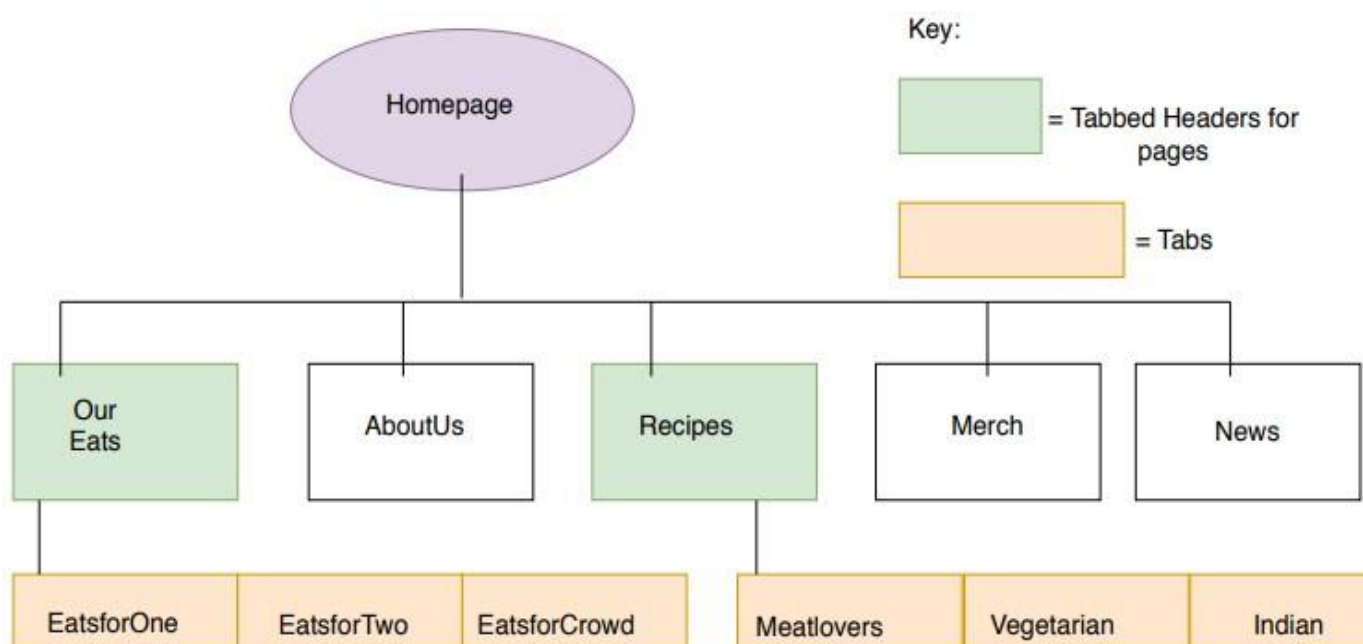 Key:
Homepage
= Tabbed Headers for
pages
= Tabs
Our
Eats
AboutUs
Recipes
Merch
News
EatsforOne
EatsforTwo
EatsforCrowd
Meatlovers
Vegetarian
Indian